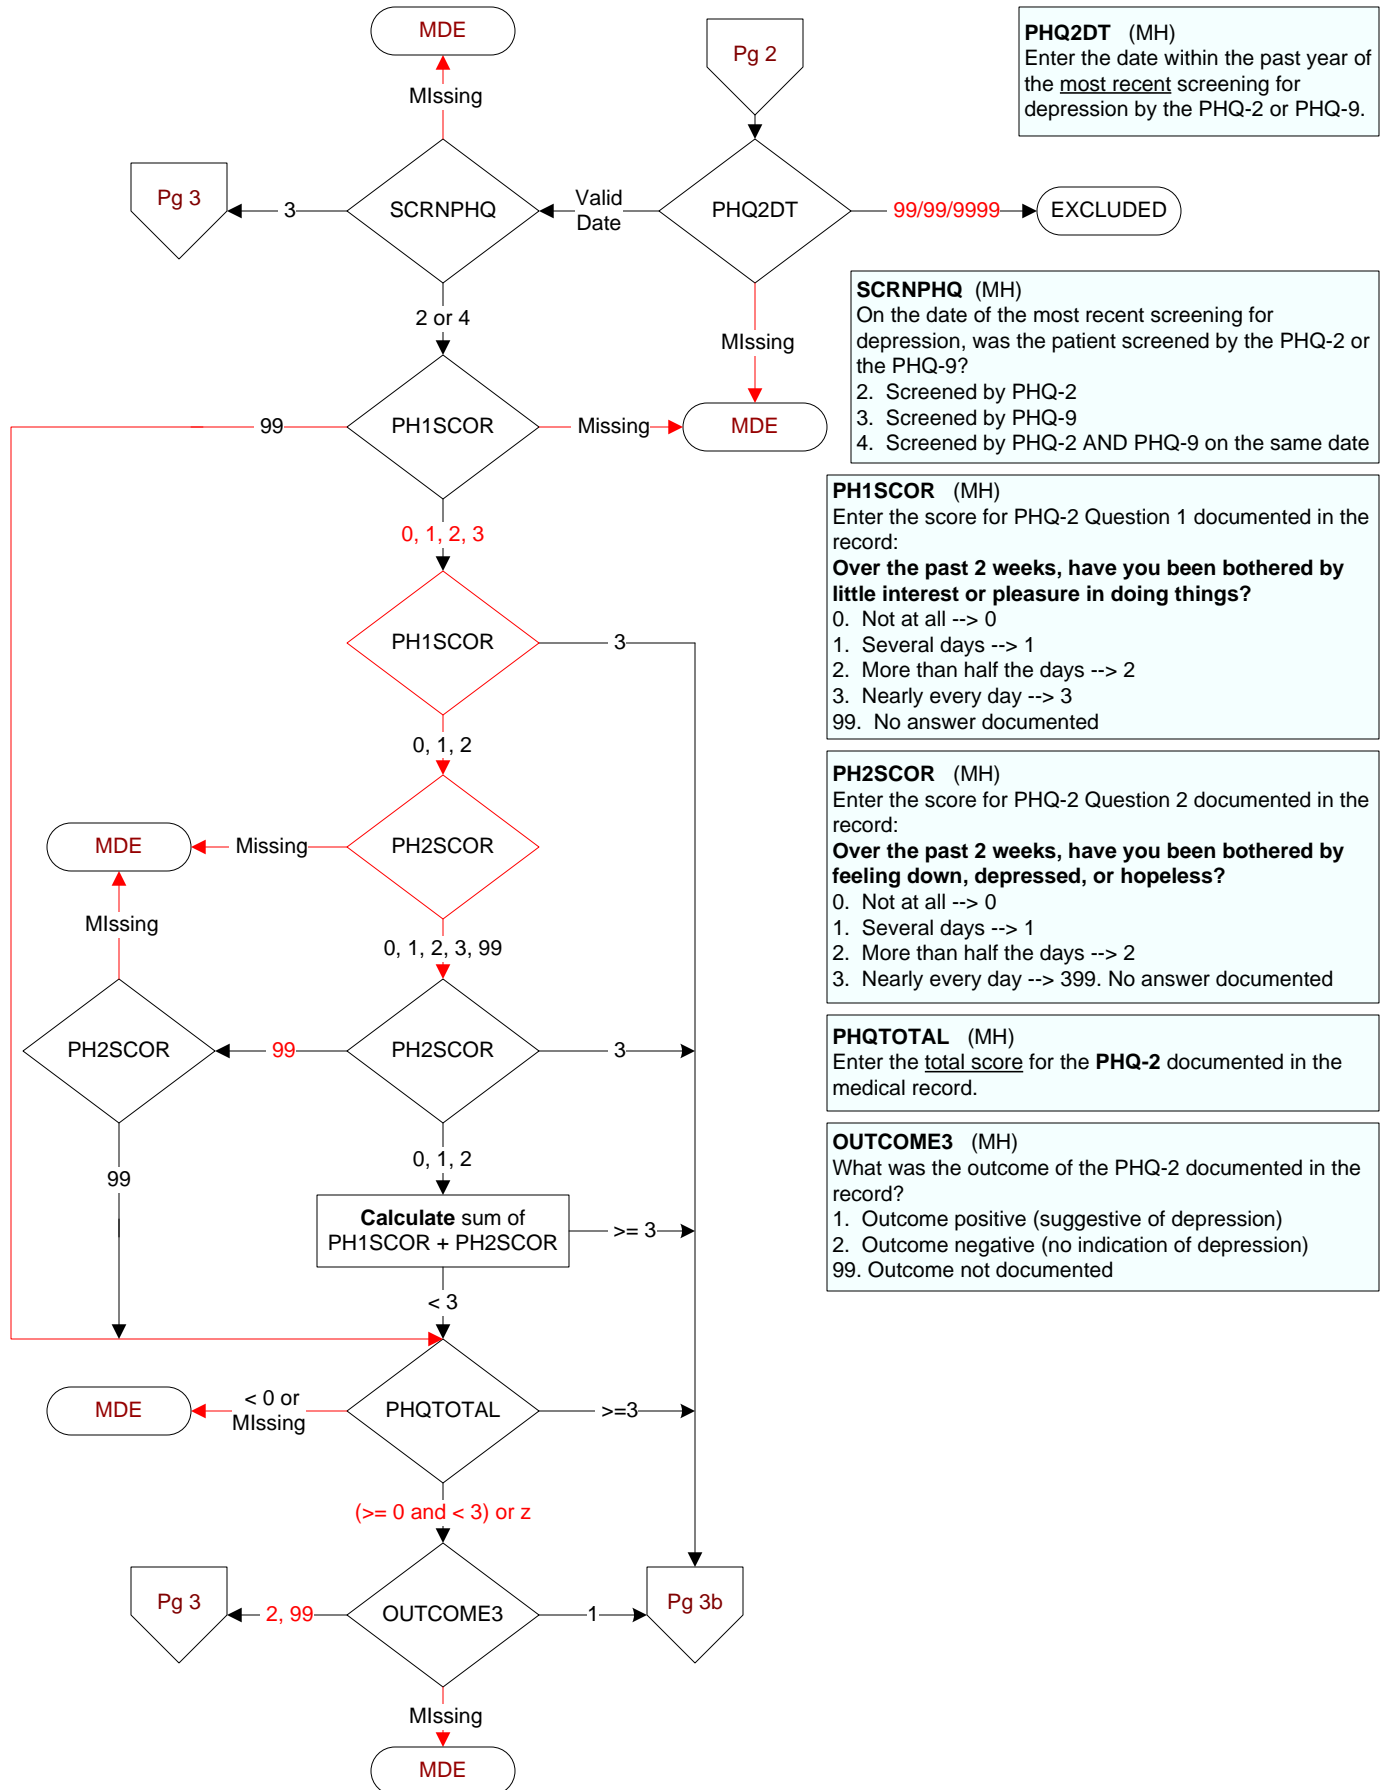 MDE
Pg 2
PHQ2DT (MH)
Enter the date within the past year of
the most recent screening for
depression by the PHQ-2 or PHQ-9.
MIssing
Pg 3
3
SCRNPHQ
Valid
Date
PHQ2DT
99/99/9999
EXCLUDED
2 or 4
MIssing
SCRNPHQ (MH)
On the date of the most recent screening for
depression, was the patient screened by the PHQ-2 or
the PHQ-9?
2. Screened by PHQ-2
3. Screened by PHQ-9
4. Screened by PHQ-2 AND PHQ-9 on the same date
99
PH1SCOR
Missing
MDE
0, 1, 2, 3
PH1SCOR (MH)
Enter the score for PHQ-2 Question 1 documented in the
record:
Over the past 2 weeks, have you been bothered by
little interest or pleasure in doing things?
0. Not at all --> 0
1. Several days --> 1
2. More than half the days --> 2
3. Nearly every day --> 3
99. No answer documented
PH1SCOR
3
0, 1, 2
PH2SCOR (MH)
Enter the score for PHQ-2 Question 2 documented in the
record:
Over the past 2 weeks, have you been bothered by
feeling down, depressed, or hopeless?
0. Not at all --> 0
1. Several days --> 1
2. More than half the days --> 2
3. Nearly every day --> 399. No answer documented
MDE
Missing
PH2SCOR
MIssing
0, 1, 2, 3, 99
PH2SCOR
99
PH2SCOR
3
PHQTOTAL (MH)
Enter the total score for the PHQ-2 documented in the
medical record.
0, 1, 2
99
OUTCOME3 (MH)
What was the outcome of the PHQ-2 documented in the
record?
1. Outcome positive (suggestive of depression)
2. Outcome negative (no indication of depression)
99. Outcome not documented
Calculate sum of
PH1SCOR + PH2SCOR
>= 3
< 3
MDE
< 0 or
MIssing
PHQTOTAL
>=3
(>= 0 and < 3) or z
Pg 3
2, 99
OUTCOME3
1
Pg 3b
MIssing
MDE